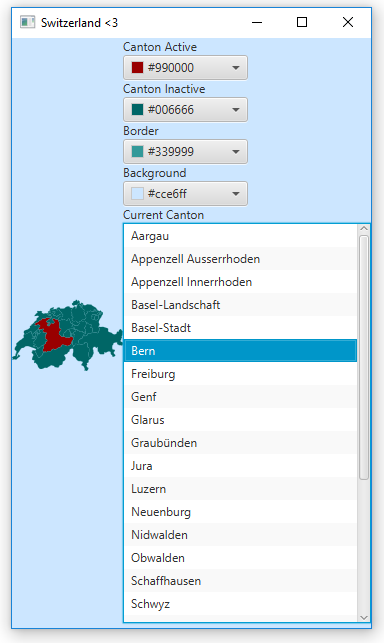 Switzerland <3
Canton Active
#990000
Canton Inactive
#006666
Border
#339999
Background
#cce6ff
Current Canton
Aargau
Appenzell Ausserrhoden
Appenzell Innerrhoden
Basel-Landschaft
Basel-Stadt
Bern
Freiburg
Genf
Glarus
Graubünden
Jura
Luzern
Neuenburg
Nidwalden
Obwalden
Schaffhausen
Schwyz